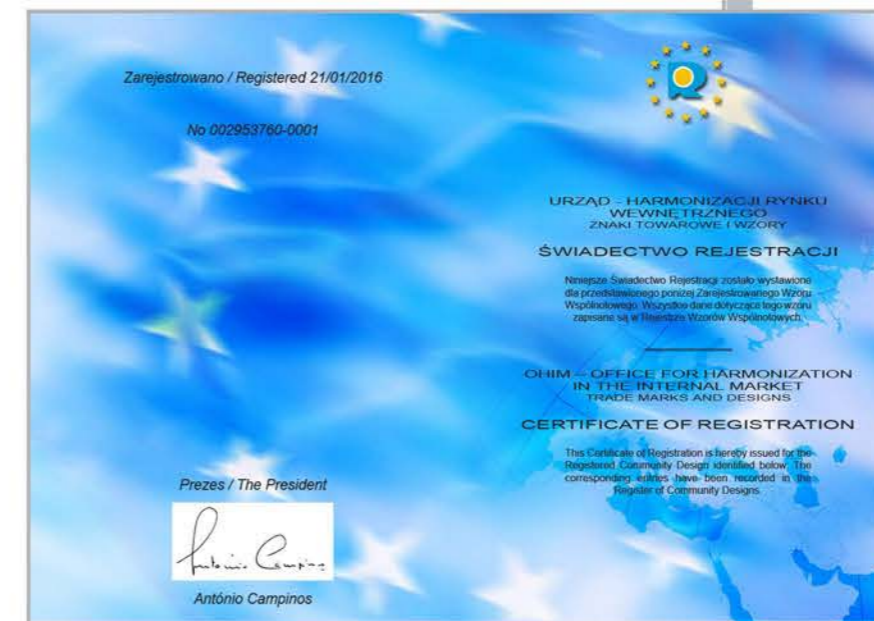 Zarejestrowano / Registered 21/01/2016
No 002953760-0001
Prezes / The President
António Campinos
URZĄD - HARMONIZACJI RYNKU
WEWNĘTRZNEGO
ZNAKI TOWAROWE I WZORY
ŚWIADECTWO REJESTRACJI
Niniejsze Świadectwo Rejestracji zostało wystawione
dla przedstawionego poniżej Zarejestrowanego Wzoru
Wspólnotowego. Wszystkie dane dotyczące tego wzoru
zapisane są w Rejestrze Wzorów Wspólnotowych.
OHIM – OFFICE FOR HARMONIZATION
IN THE INTERNAL MARKET
TRADE MARKS AND DESIGNS
CERTIFICATE OF REGISTRATION
This Certificate of Registration is hereby issued for the
Registered Community Design identified below. The
corresponding entries have been recorded in the
Register of Community Designs.